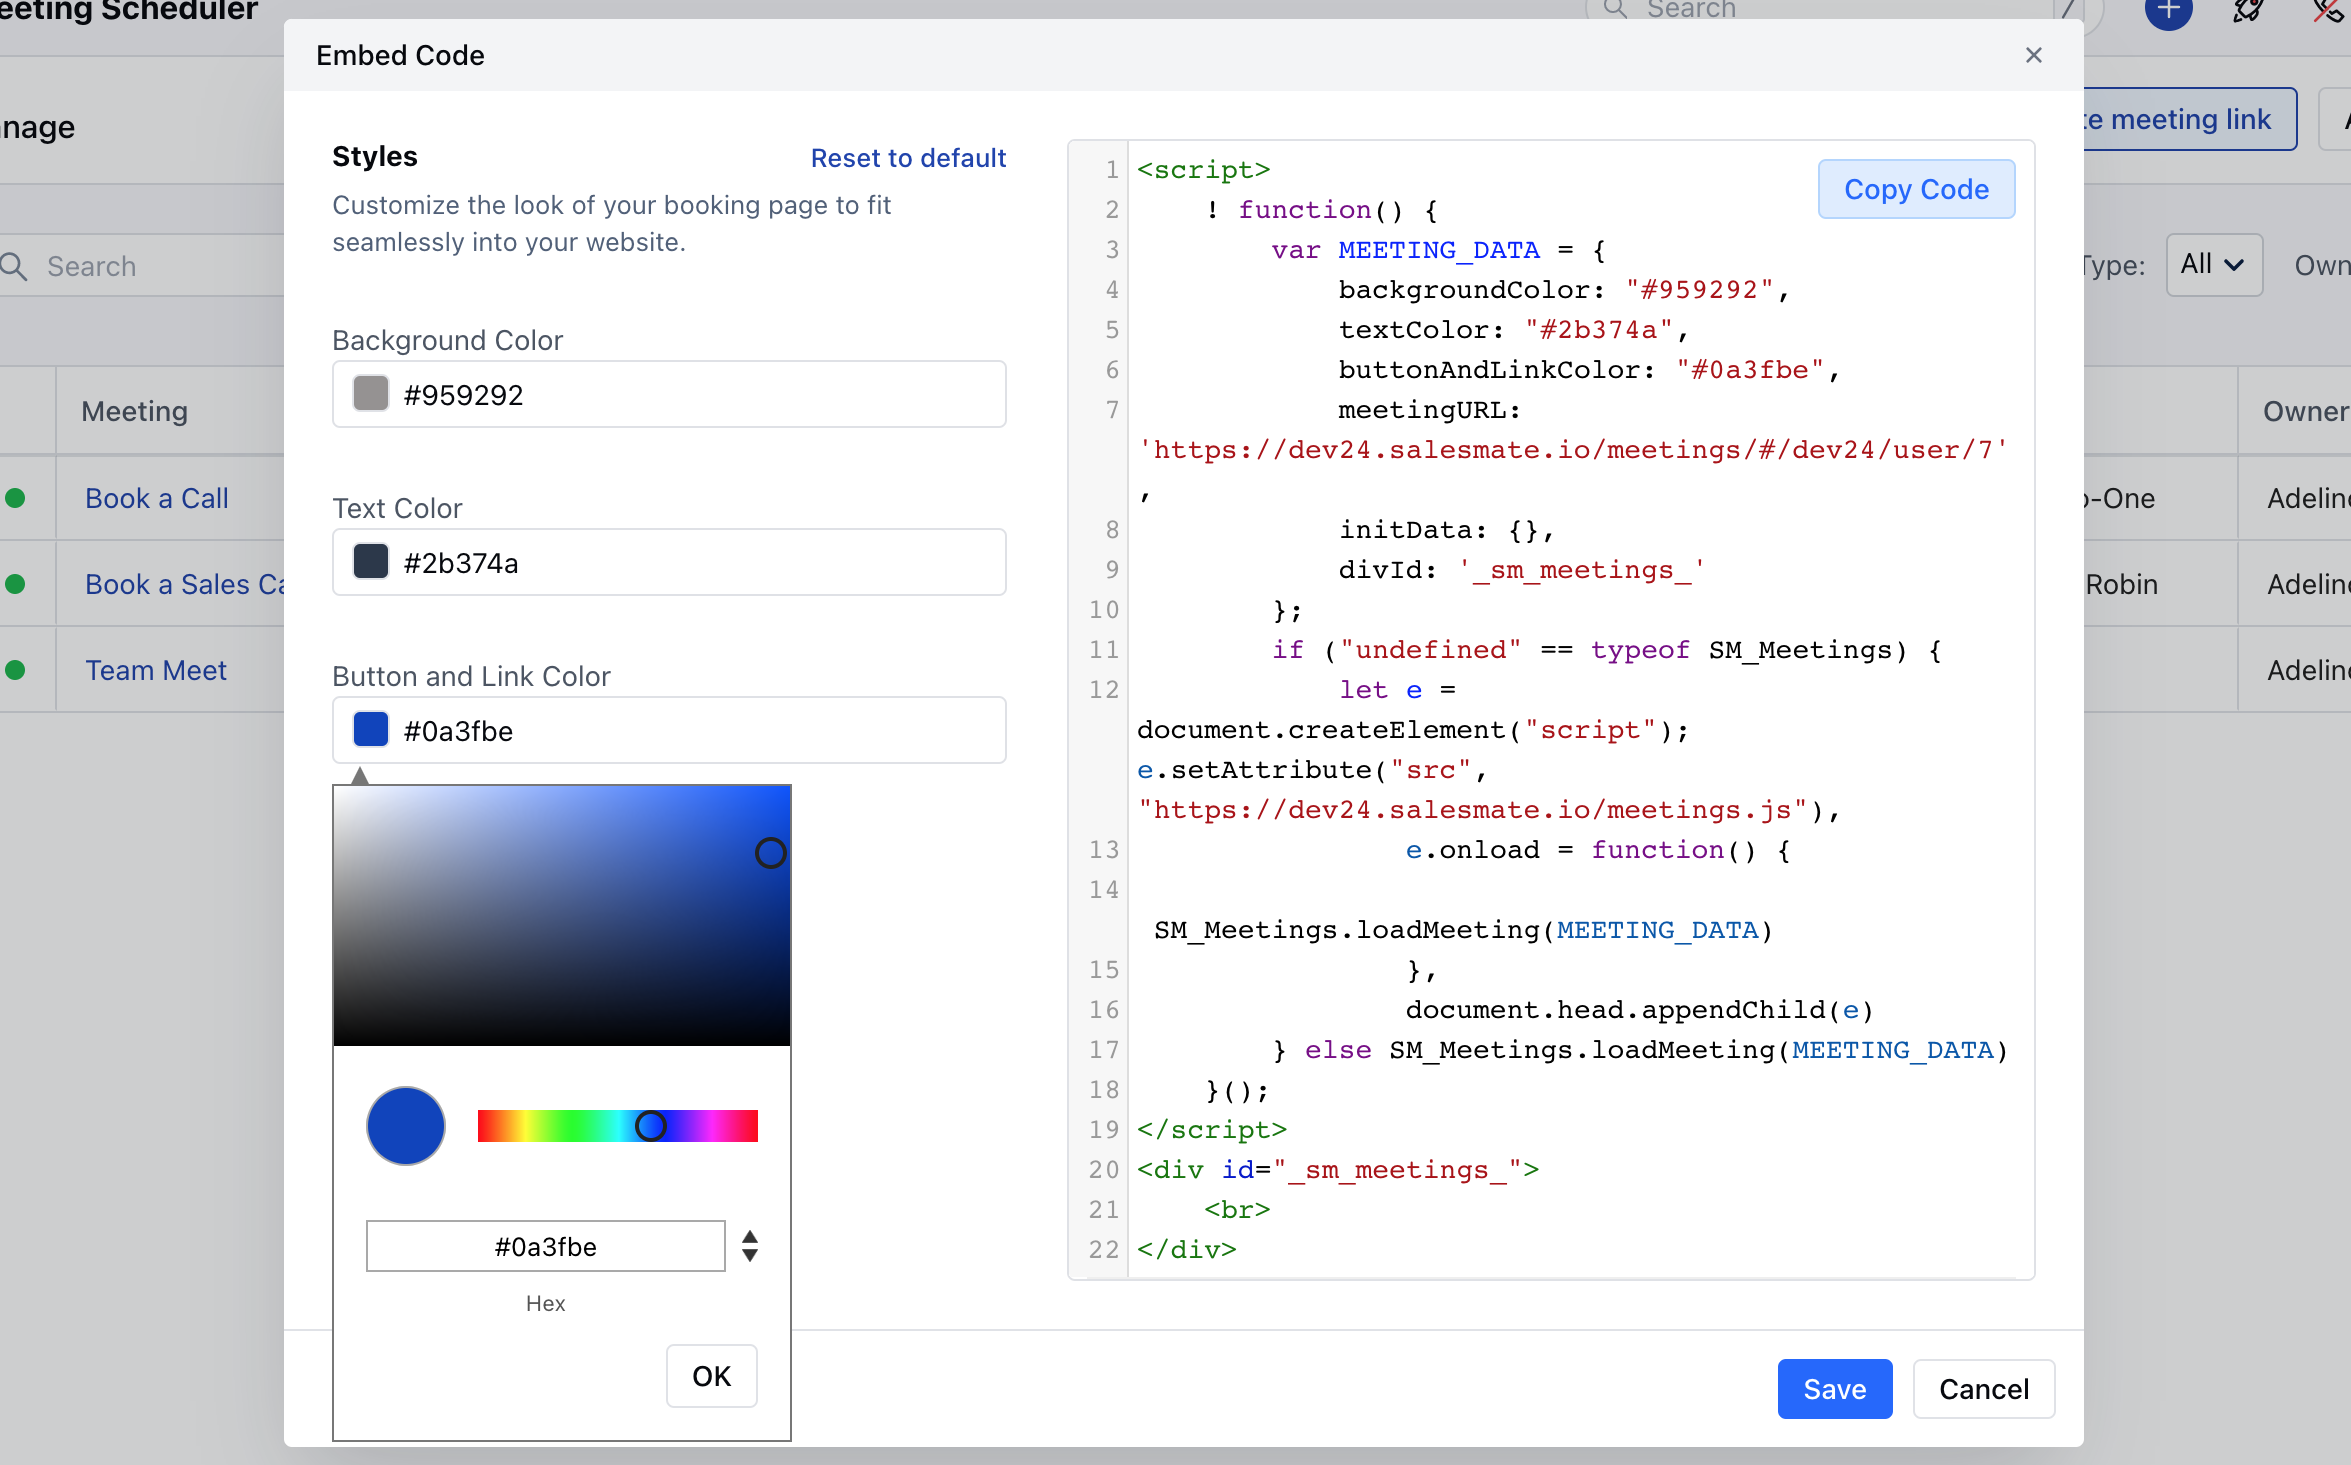 eeting Scheduler
Search
/
Embed Code
nage
te meeting link
Styles
Reset to default
Customize the look of your booking page to fit
seamlessly into your website.
Search
Type:
All
Own
Background Color
#959292
Meeting
Owner
Book a Call
o-One
Adelin
Text Color
#2b374a
Book a Sales Ca
Robin
Adelin
Team Meet
Adelin
Button and Link Color
#0a3fbe
#0a3fbe
Hex
OK
Copy Code
1 <script>
2 ! function() {
3 var MEETING_DATA = {
4 backgroundColor: "#959292",
5 textColor: "#2b374a",
6 buttonAndLinkColor: "#0a3fbe",
7 meetingURL:
'https://dev24.salesmate.io/meetings/#/dev24/user/7'
,
8 initData: {},
9 divId: '_sm_meetings_'
10 };
11 if ("undefined" == typeof SM_Meetings) {
12 let e =
document.createElement("script");
e.setAttribute("src",
"https://dev24.salesmate.io/meetings.js"),
13 e.onload = function() {
14
SM_Meetings.loadMeeting(MEETING_DATA)
15 },
16 document.head.appendChild(e)
17 } else SM_Meetings.loadMeeting(MEETING_DATA)
18 }();
19 </script>
20 <div id="_sm_meetings_">
21 <br>
22 </div>
Save
Cancel